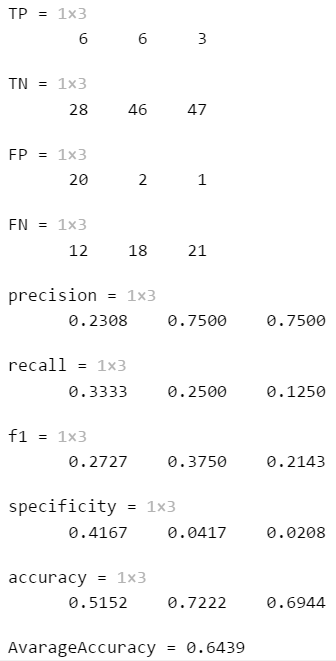 TP = 1×3
6 6 3
TN = 1×3
28 46 47
FP = 1×3
20 2 1
FN = 1×3
12 18 21
precision = 1×3
0.2308 0.7500 0.7500
recall = 1×3
0.3333 0.2500 0.1250
f1 = 1×3
0.2727 0.3750 0.2143
specificity = 1×3
0.4167 0.0417 0.0208
accuracy = 1×3
0.5152 0.7222 0.6944
AvarageAccuracy = 0.6439